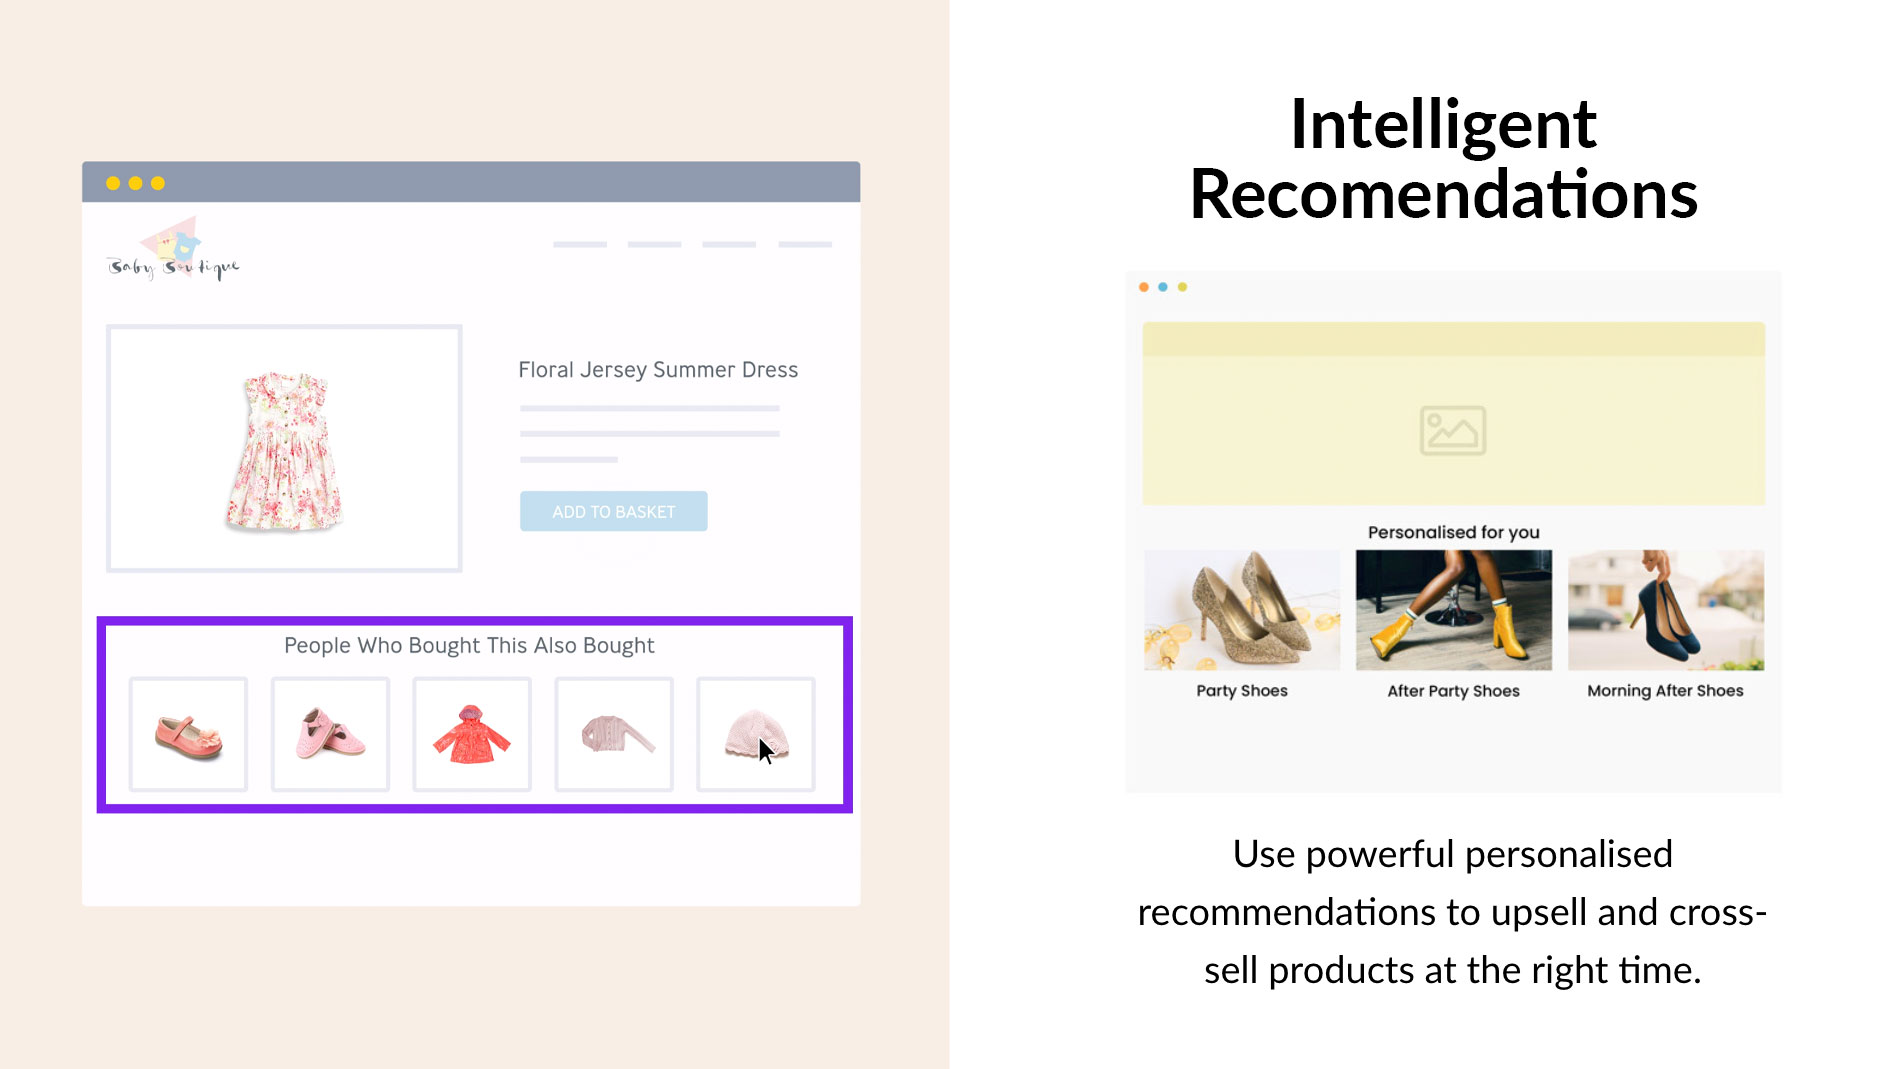 Baby Boutique
Floral Jersey Summer Dress
ADD TO BASKET
People Who Bought This Also Bought
Intelligent
Recomendations
Personalised for you
Party Shoes
After Party Shoes
Morning After Shoes
Use powerful personalised
recommendations to upsell and cross-
sell products at the right time.